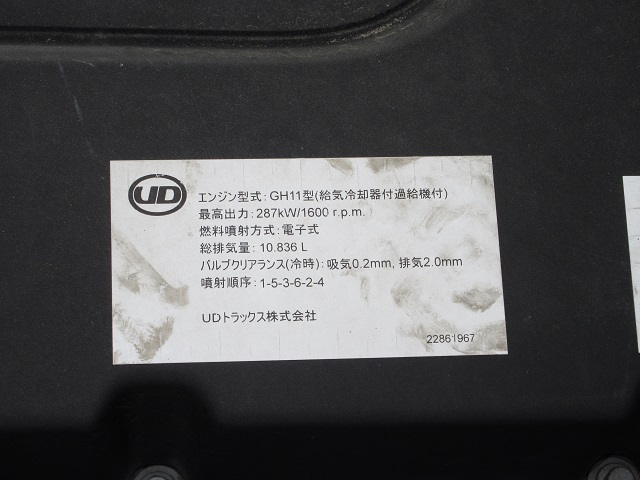 UD
エンジン型式：GH11型(給気冷却器付過給機付)
最高出力：287kW/1600 r.p.m.
燃料噴射方式：電子式
総排気量：10.836 L
バルブクリアランス(冷時)：吸気0.2mm, 排気2.0mm
噴射順序：1-5-3-6-2-4
UDトラックス株式会社
22861967